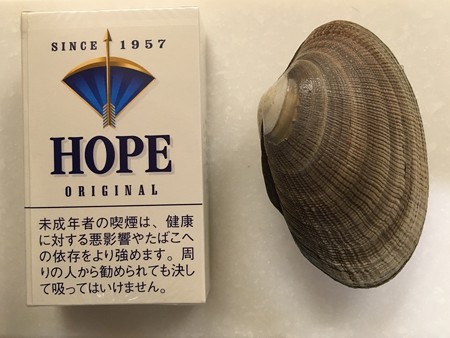 SINCE 1957
HOPE
ORIGINAL
未成年者の喫煙は、健康
に対する悪影響やたばこへ
の依存をより強めます。周
りの人から勧められても決し
て吸ってはいけません。